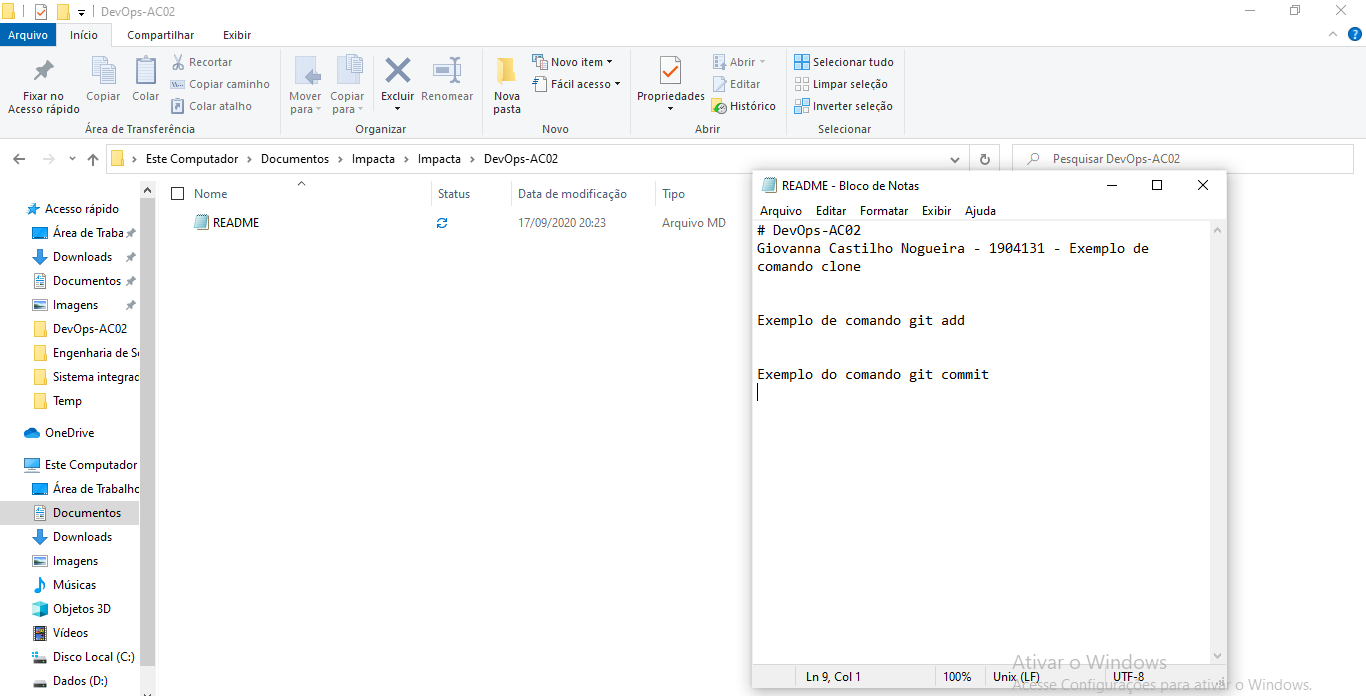 DevOps-AC02
Arquivo Início Compartilhar Exibir
Fixar no
Acesso rápido
Copiar
Colar
Recortar
Copiar caminho
Colar atalho
Área de Transferência
Mover
para
Copiar
para
Excluir
Renomear
Organizar
Nova
pasta
Novo item
Fácil acesso
Novo
Propriedades
Abrir
Editar
Histórico
Abrir
Selecionar tudo
Limpar seleção
Inverter seleção
Selecionar
Este Computador > Documentos > Impacta > Impacta > DevOps-AC02
Pesquisar DevOps-AC02
Acesso rápido
Área de Traba
Downloads
Documentos
Imagens
DevOps-AC02
Engenharia de S
Sistema integrad
Temp
OneDrive
Este Computador
Área de Trabalho
Documentos
Downloads
Imagens
Músicas
Objetos 3D
Vídeos
Disco Local (C:)
Dados (D:)
Nome Status Data de modificação Tipo
README 17/09/2020 20:23 Arquivo MD
README - Bloco de Notas
Arquivo Editar Formatar Exibir Ajuda
# DevOps-AC02
Giovanna Castilho Nogueira - 1904131 - Exemplo de
comando clone
Exemplo de comando git add
Exemplo do comando git commit
Ln 9, Col 1 100% Unix (LF) UTF-8
Ativar o Windows
Acesse Configurações para ativar o Windows.